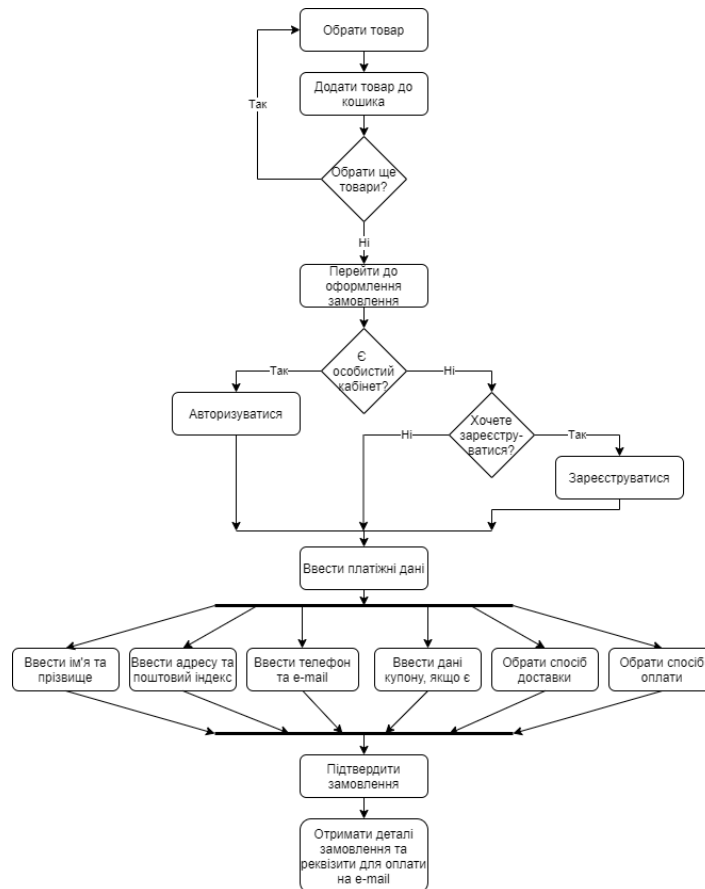 Обрати товар
Додати товар до
кошика
Так
Обрати ще
товари?
Ні
Перейти до
оформлення
замовлення
Є
особистий
кабінет?
Так
Ні
Авторизуватися
Хочете
зареєстру-
ватися?
Ні
Так
Зареєструватися
Ввести платіжні дані
Ввести ім'я та
прізвище
Ввести адресу та
поштовий індекс
Ввести телефон
та e-mail
Ввести дані
купону, якщо є
Обрати спосіб
доставки
Обрати спосіб
оплати
Підтвердити
замовлення
Отримати деталі
замовлення та
реквізити для оплати
на e-mail